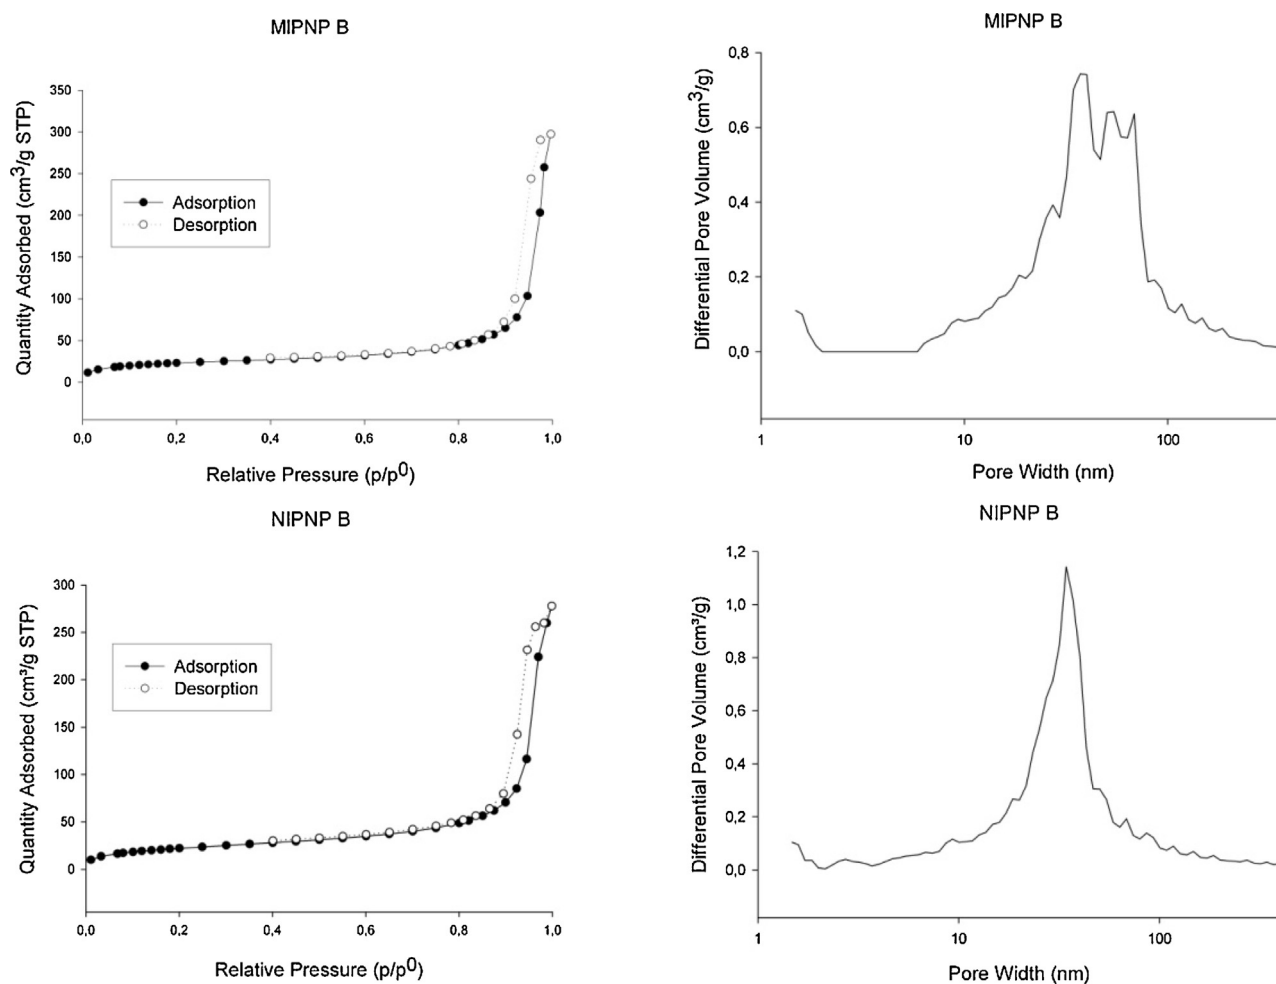 MIPNP B
Quantity Adsorbed (cm³/g STP)
350
300
250
200
150
100
50
0
Adsorption
Desorption
0,0 0,2 0,4 0,6 0,8 1,0
Relative Pressure (p/p⁰)
MIPNP B
Differential Pore Volume (cm³/g)
0,8
0,6
0,4
0,2
0,0
1 10 100
Pore Width (nm)
NIPNP B
Quantity Adsorbed (cm³/g STP)
300
250
200
150
100
50
0
Adsorption
Desorption
0,0 0,2 0,4 0,6 0,8 1,0
Relative Pressure (p/p⁰)
NIPNP B
Differential Pore Volume (cm³/g)
1,2
1,0
0,8
0,6
0,4
0,2
0,0
1 10 100
Pore Width (nm)